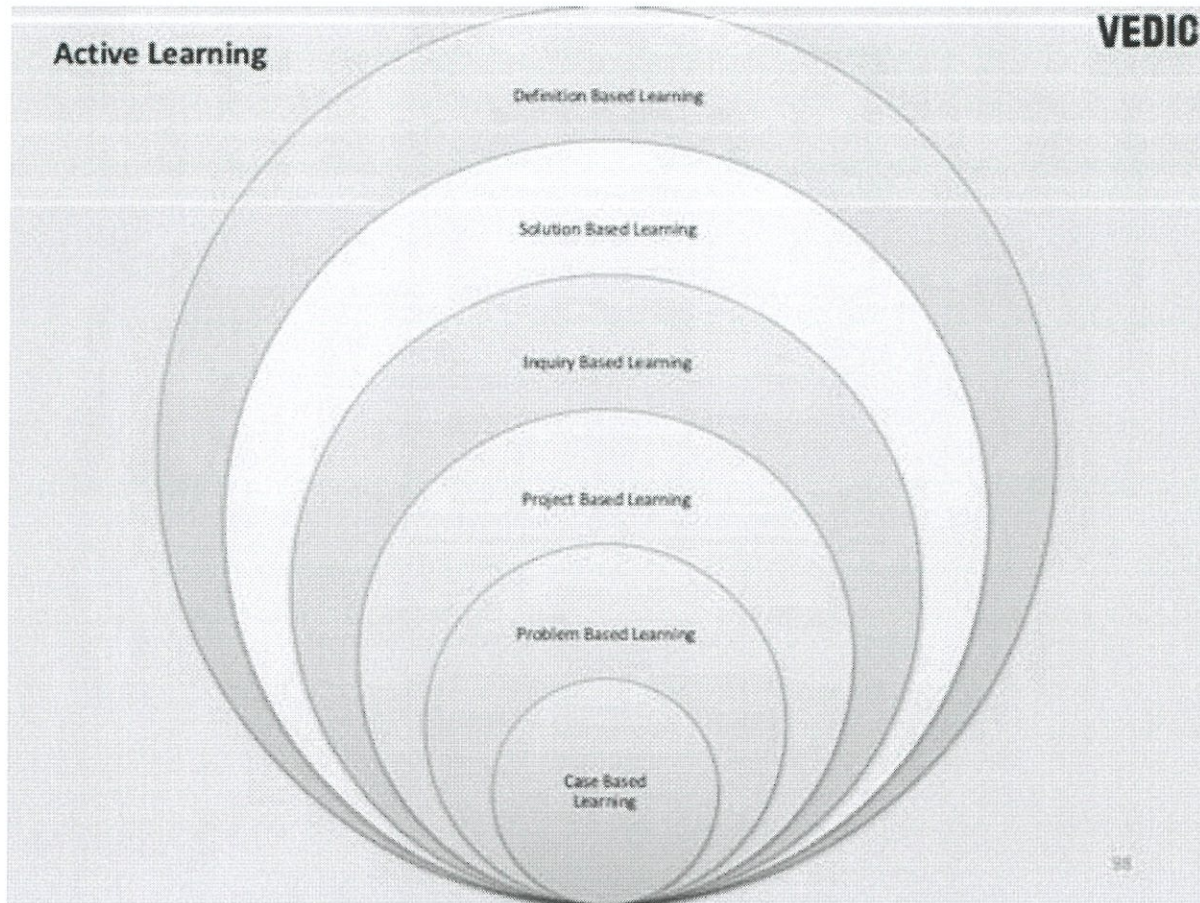 Active Learning
VEDIC
Definition Based Learning
Solution Based Learning
Inquiry Based Learning
Project Based Learning
Problem Based Learning
Case Based
Learning